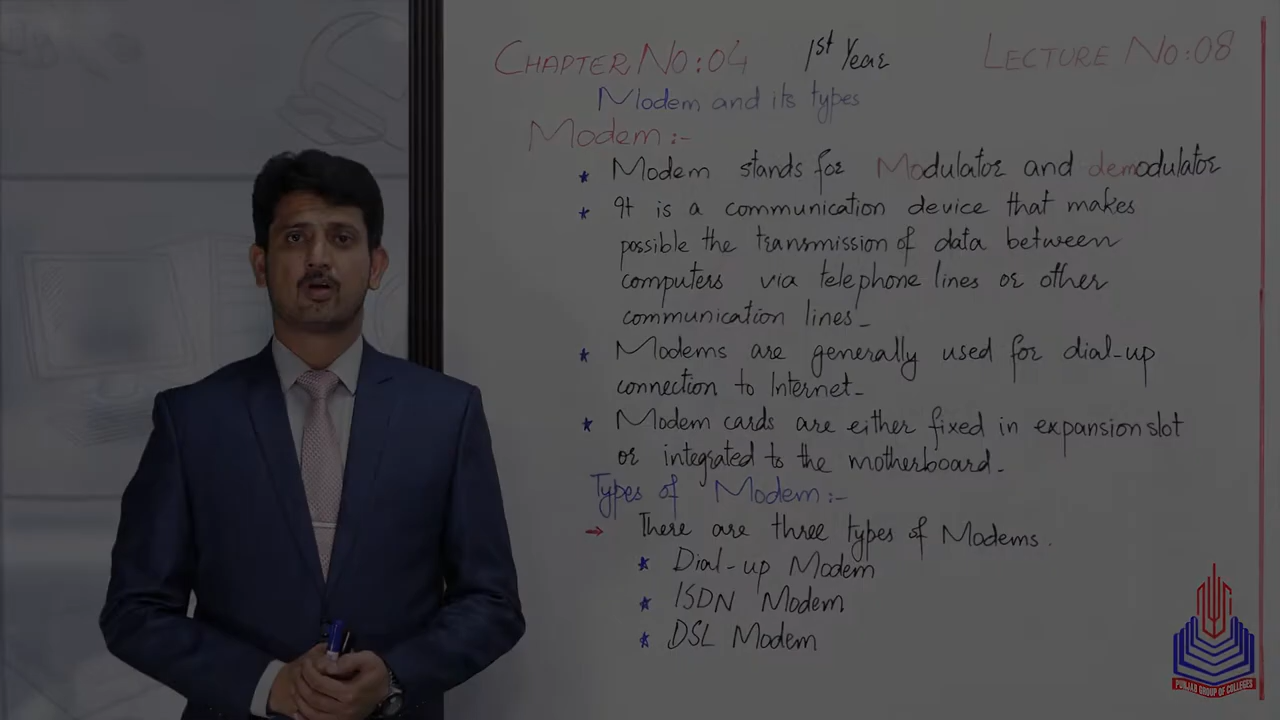 CHAPTER NO:04 1st Year LECTURE NO:08
Modem and its types
Modem:-
* Modem stands for Modulator and demodulator
* It is a communication device that makes
possible the transmission of data between
computers via telephone lines or other
communication lines-
* Modems are generally used for dial-up
connection to Internet-
* Modem cards are either fixed in expansion slot
or integrated to the motherboard-
Types of Modem:-
→ There are three types of Modems.
* Dial-up Modem
* ISDN Modem
* DSL Modem
PUNJAB GROUP OF COLLEGES